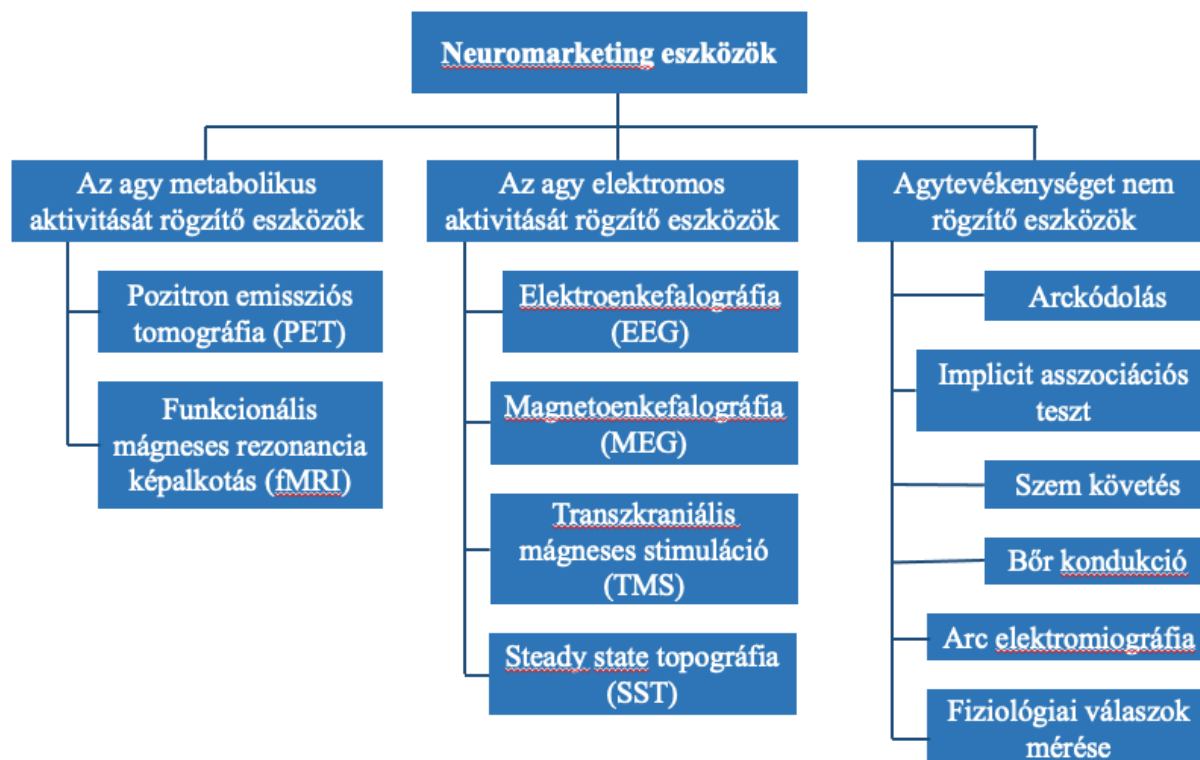 Neuromarketing eszközök
Az agy metabolikus
aktivitását rögzítő eszközök
Pozitron emissziós
tomográfia (PET)
Funkcionális
mágneses rezonancia
képalkotás (fMRI)
Az agy elektromos
aktivitását rögzítő eszközök
Elektroenkefalográfia
(EEG)
Magnetoenkefalográfia
(MEG)
Transzkraniális
mágneses stimuláció
(TMS)
Steady state topográfia
(SST)
Agytevékenységet nem
rögzítő eszközök
Arckódolás
Implicit asszociációs
teszt
Szem követés
Bőr kondukció
Arc elektromiográfia
Fiziológiai válaszok
mérése